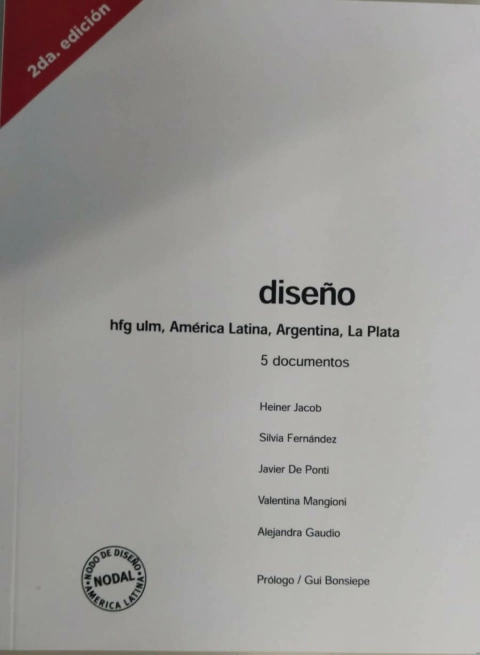 2da. edición
diseño
hfg ulm, América Latina, Argentina, La Plata
5 documentos
Heiner Jacob
Silvia Fernández
Javier De Ponti
Valentina Mangioni
Alejandra Gaudio
NODO DE DISEÑO
NODAL
AMERICA LATINA
Prólogo / Gui Bonsiepe